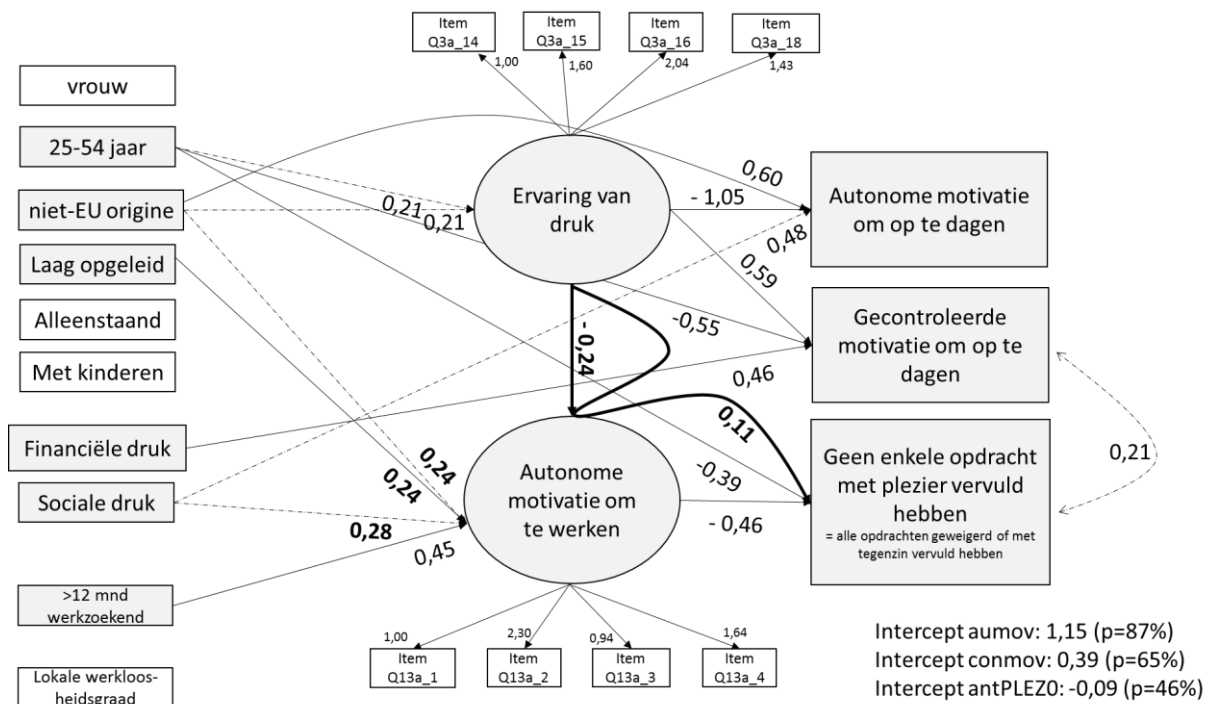 Item
Q3a_14
Item
Q3a_15
Item
Q3a_16
Item
Q3a_18
1,00
1,60
2,04
1,43
vrouw
25-54 jaar
niet-EU origine
Laag opgeleid
Alleenstaand
Met kinderen
Financiële druk
Sociale druk
>12 mnd
werkzoekend
Lokale werkloos-
heidsgraad
Ervaring van
druk
0,21
0,21
0,60
- 1,05
0,48
0,59
-0,55
- 0,24
0,46
0,11
-0,39
- 0,46
0,24
0,24
0,28
0,45
Autonome
motivatie om
te werken
Autonome motivatie
om op te dagen
Gecontroleerde
motivatie om op te
dagen
Geen enkele opdracht
met plezier vervuld
hebben
= alle opdrachten geweigerd of met
tegenzin vervuld hebben
0,21
1,00
2,30
0,94
1,64
Item
Q13a_1
Item
Q13a_2
Item
Q13a_3
Item
Q13a_4
Intercept aumov: 1,15 (p=87%)
Intercept conmov: 0,39 (p=65%)
Intercept antPLEZ0: -0,09 (p=46%)